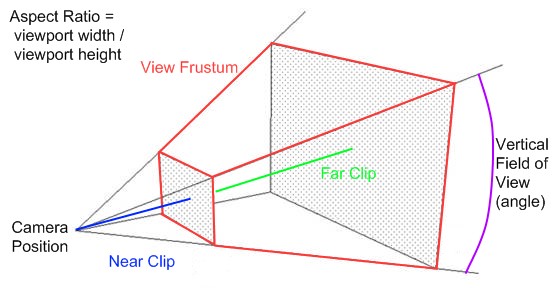 Aspect Ratio =
viewport width /
viewport height
View Frustum
Far Clip
Vertical
Field of
View
(angle)
Camera
Position
Near Clip